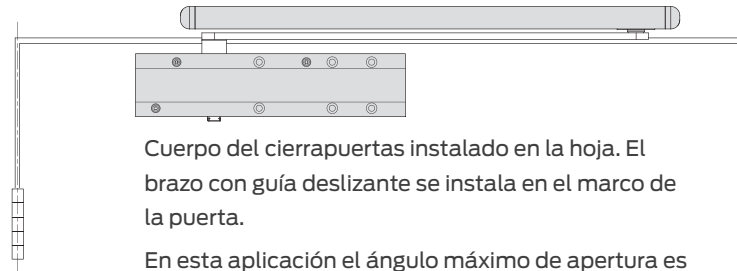 Cuerpo del cierrapuertas instalado en la hoja. El
brazo con guía deslizante se instala en el marco de
la puerta.
En esta aplicación el ángulo máximo de apertura es